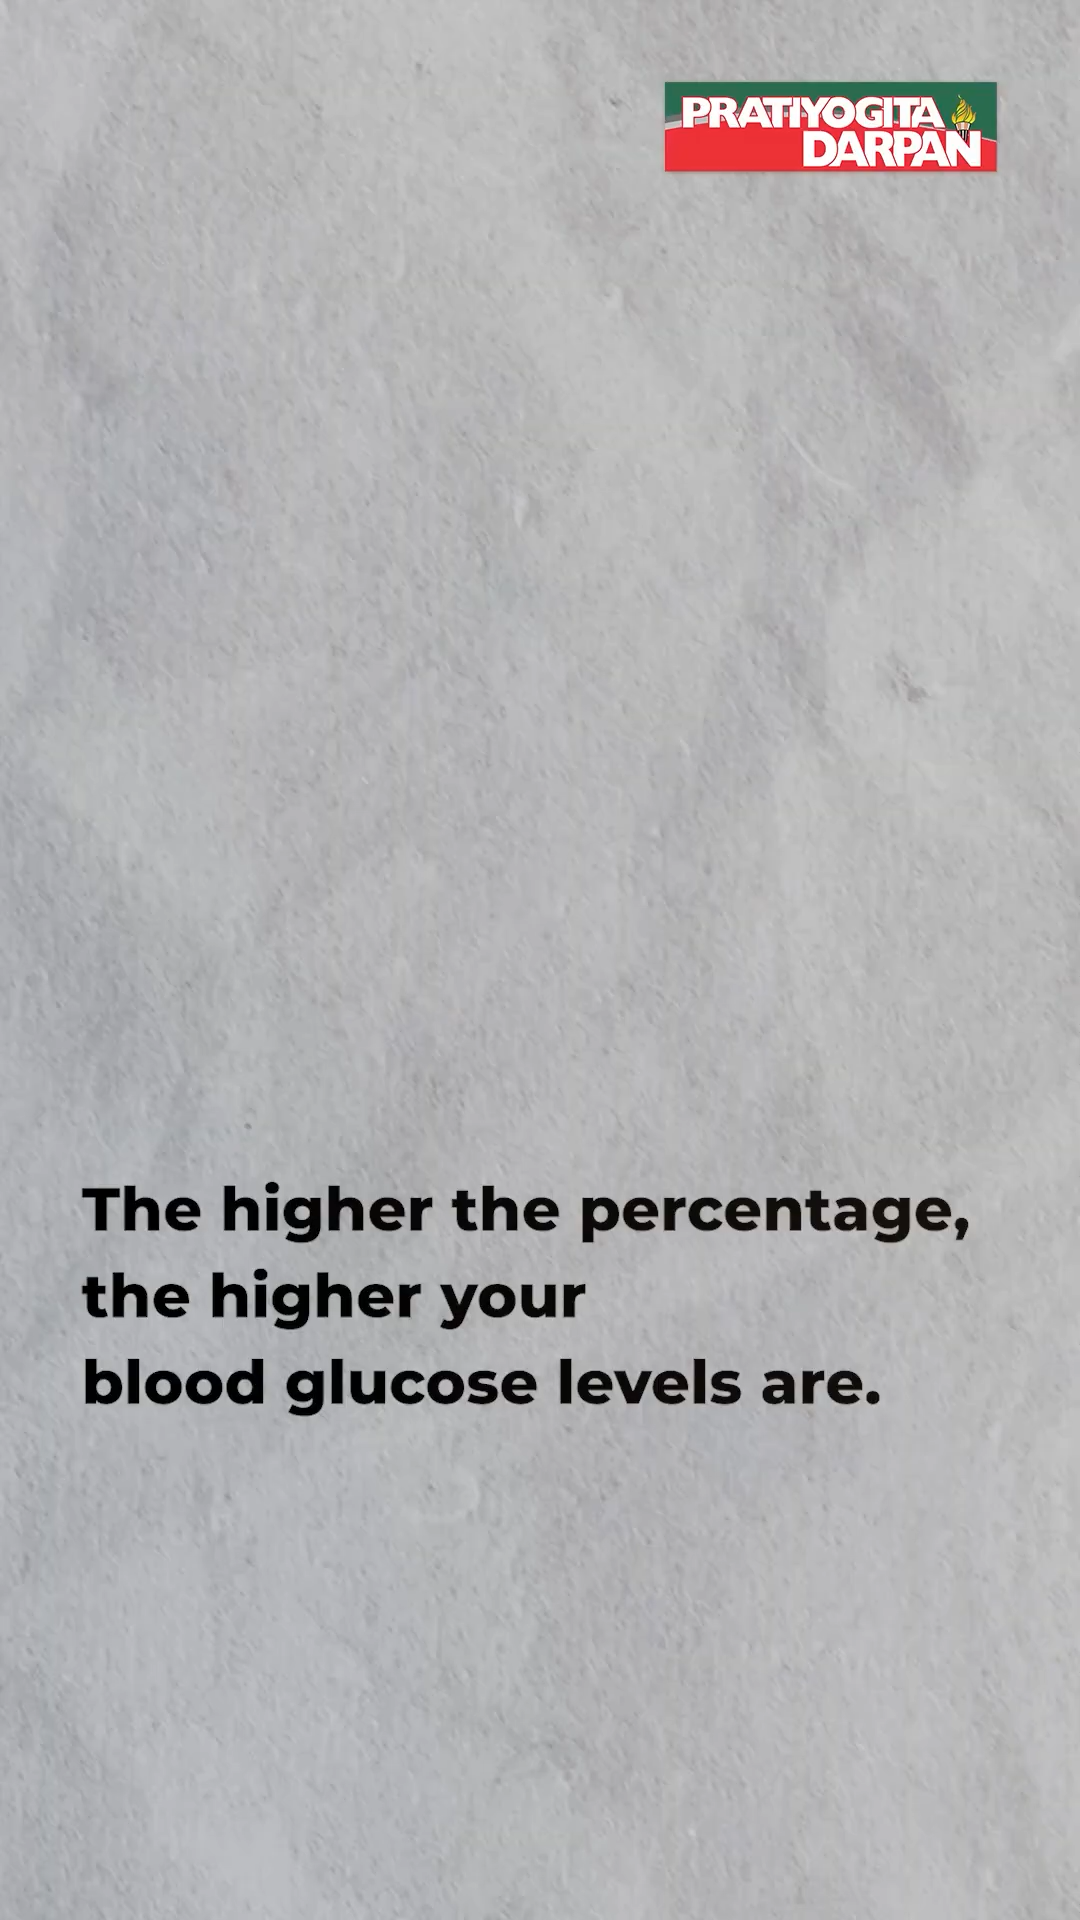 PRATIYOGITA
DARPAN
The higher the percentage,
the higher your
blood glucose levels are.